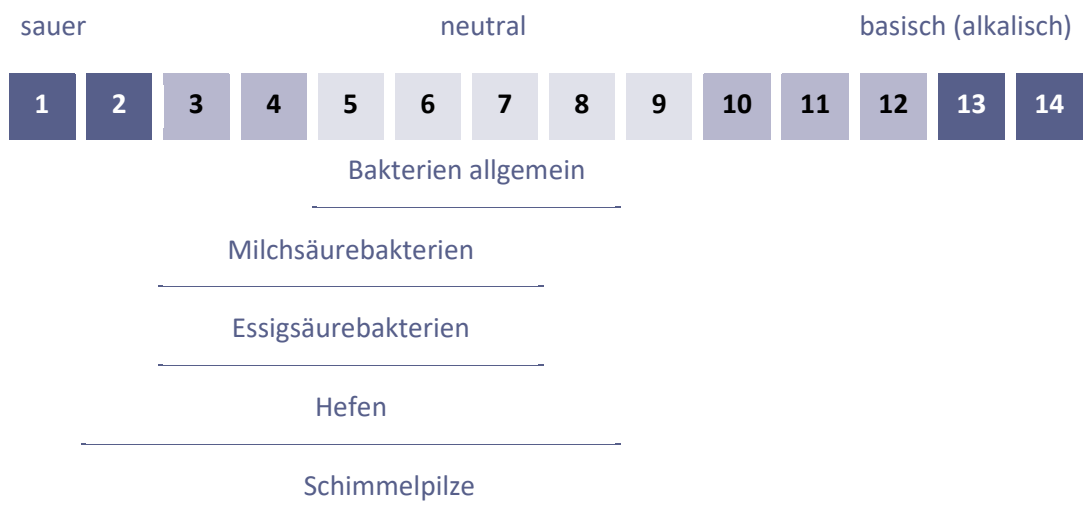 sauer neutral basisch (alkalisch)
1 2 3 4 5 6 7 8 9 10 11 12 13 14
Bakterien allgemein
Milchsäurebakterien
Essigsäurebakterien
Hefen
Schimmelpilze